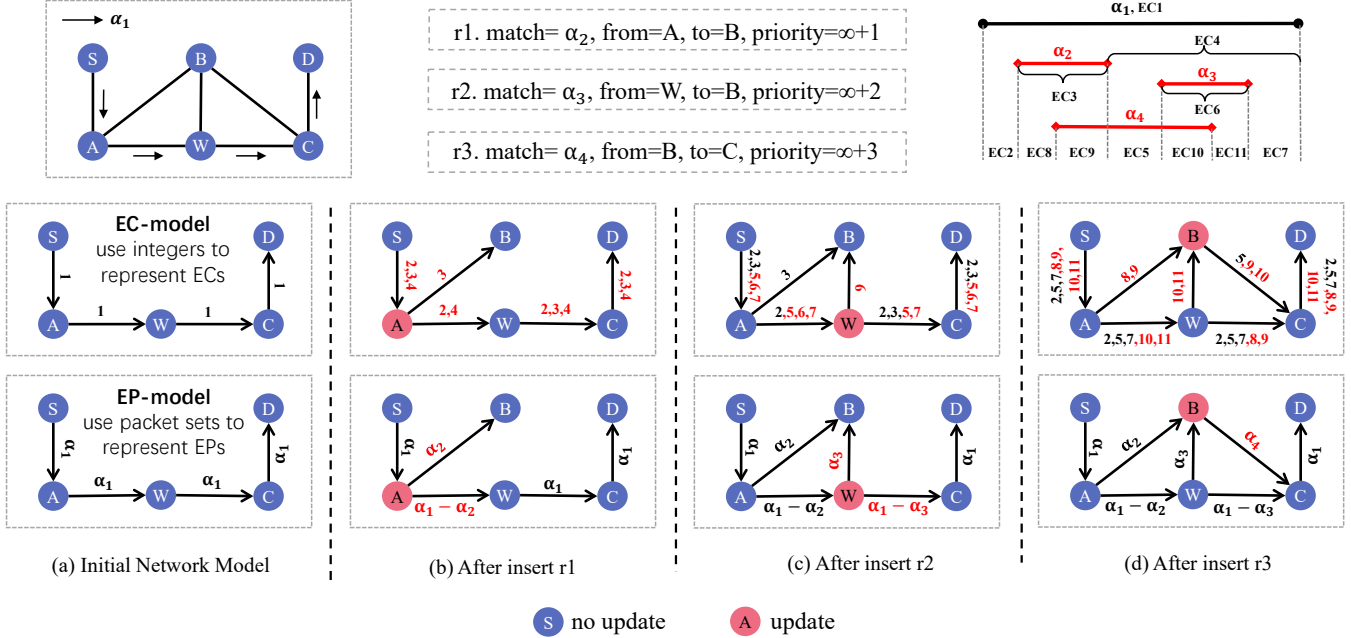 α₁
S
B
D
A
W
C
r1. match= α₂, from=A, to=B, priority=∞+1
r2. match= α₃, from=W, to=B, priority=∞+2
r3. match= α₄, from=B, to=C, priority=∞+3
α₁, EC1
EC4
α₂
α₃
EC3
EC6
α₄
EC2 EC8 EC9 EC5 EC10 EC11 EC7
S
EC-model
use integers to
represent ECs
D
1
1
A
1
W
1
C
S
B
D
2,3,4
3
2,3,4
A
2,4
W
2,3,4
C
S
B
D
2,3,5,6,7
3
6
2,3,5,6,7
A
2,5,6,7
W
2,3,5,7
C
S
B
D
2,5,7,8,9,
10,11
8,9
10,11
5,9,10
2,5,7,8,9,
10,11
A
2,5,7,10,11
W
2,5,7,8,9
C
S
EP-model
use packet sets to
represent EPs
D
α₁
α₁
A
α₁
W
α₁
C
S
B
D
α₁
α₂
α₁
A
α₁ − α₂
W
α₁
C
S
B
D
α₁
α₂
α₃
α₁
A
α₁ − α₂
W
α₁ − α₃
C
S
B
D
α₁
α₂
α₃
α₄
α₁
A
α₁ − α₂
W
α₁ − α₃
C
(a) Initial Network Model
(b) After insert r1
(c) After insert r2
(d) After insert r3
S no update
A update